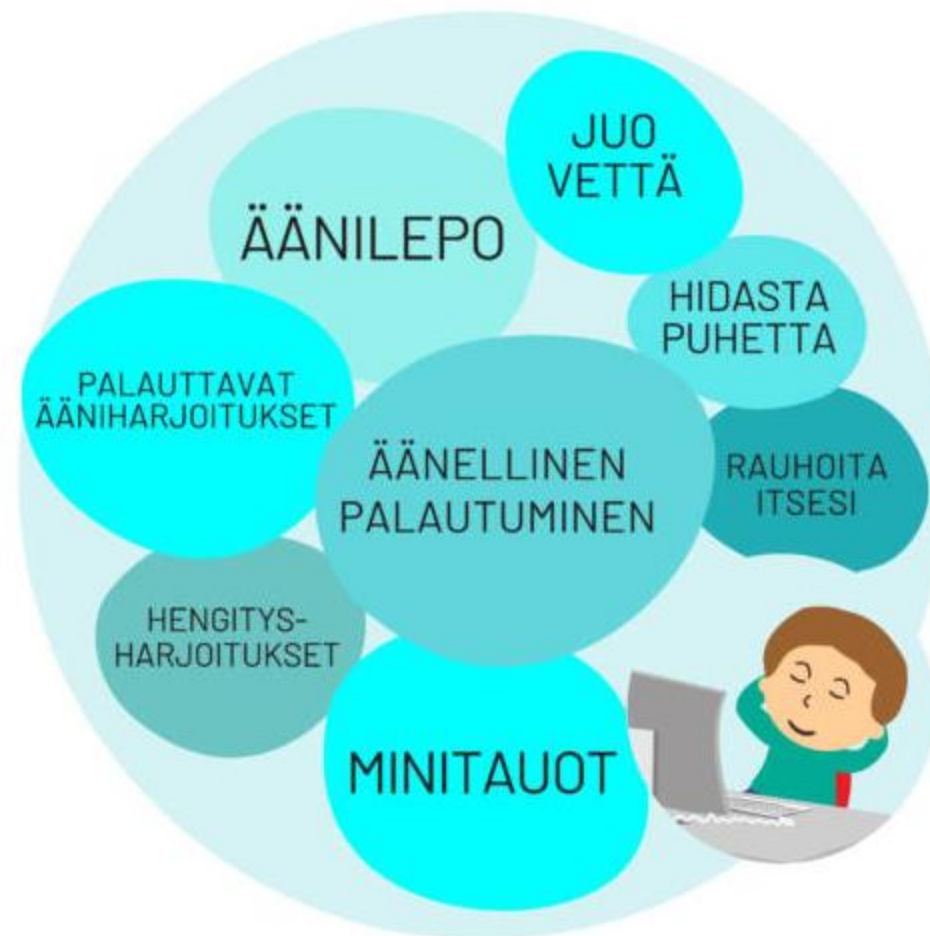 JUO
VETTÄ
ÄÄNILEPO
HIDASTA
PUHETTA
PALAUTTAVAT
ÄÄNIHARJOITUKSET
ÄÄNELLINEN
PALAUTUMINEN
RAUHOITA
ITSESI
HENGITYS-
HARJOITUKSET
MINITAUOT